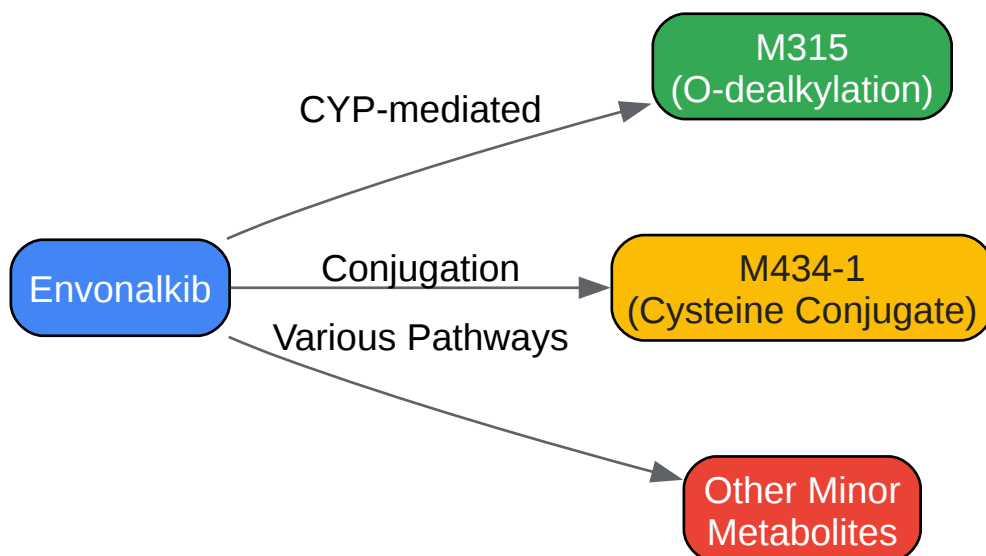 M315
(O-dealkylation)
CYP-mediated
Envonalkib
Conjugation
M434-1
(Cysteine Conjugate)
Various Pathways
Other Minor
Metabolites